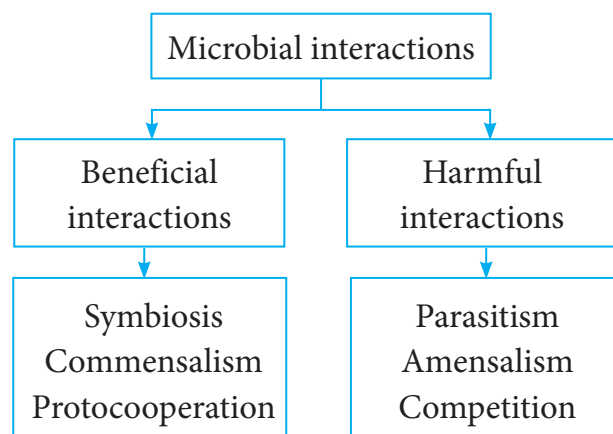 Microbial interactions
Beneficial
interactions
Harmful
interactions
Symbiosis
Commensalism
Protocooperation
Parasitism
Amensalism
Competition